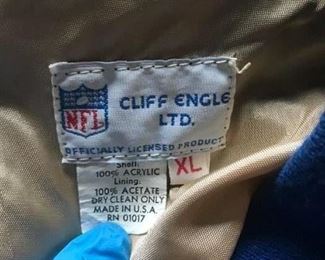 NFL
CLIFF ENGLE
LTD.
OFFICIALLY LICENSED PRODUCT
XL
Shell:
100% ACRYLIC
Lining:
100% ACETATE
DRY CLEAN ONLY
MADE IN U.S.A.
RN 01017